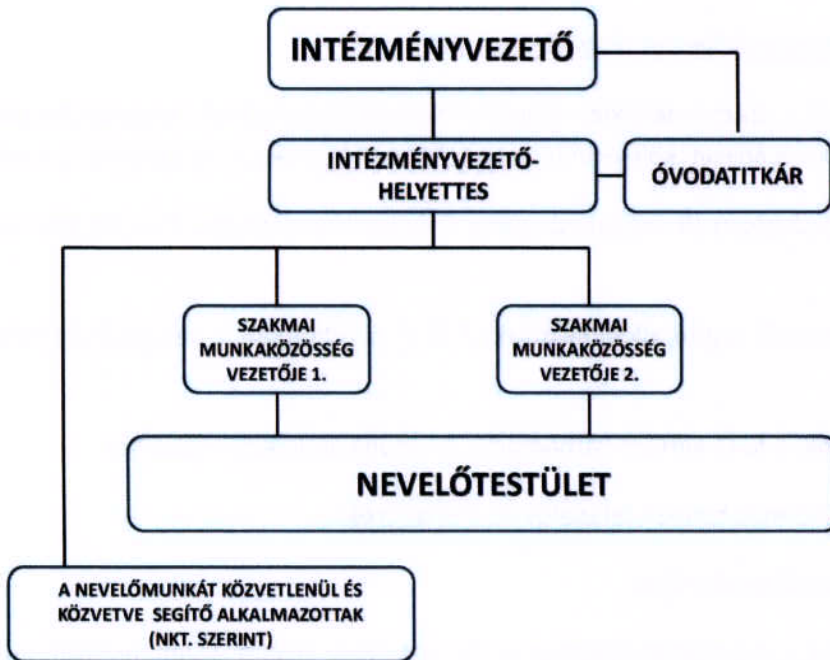 INTÉZMÉNYVEZETŐ
INTÉZMÉNYVEZETŐ-
HELYETTES
ÓVODATITKÁR
SZAKMAI
MUNKAKÖZÖSSÉG
VEZETŐJE 1.
SZAKMAI
MUNKAKÖZÖSSÉG
VEZETŐJE 2.
NEVELŐTESTÜLET
A NEVELŐMUNKÁT KÖZVETLENÜL ÉS
KÖZVETVE SEGÍTŐ ALKALMAZOTTAK
(NKT. SZERINT)